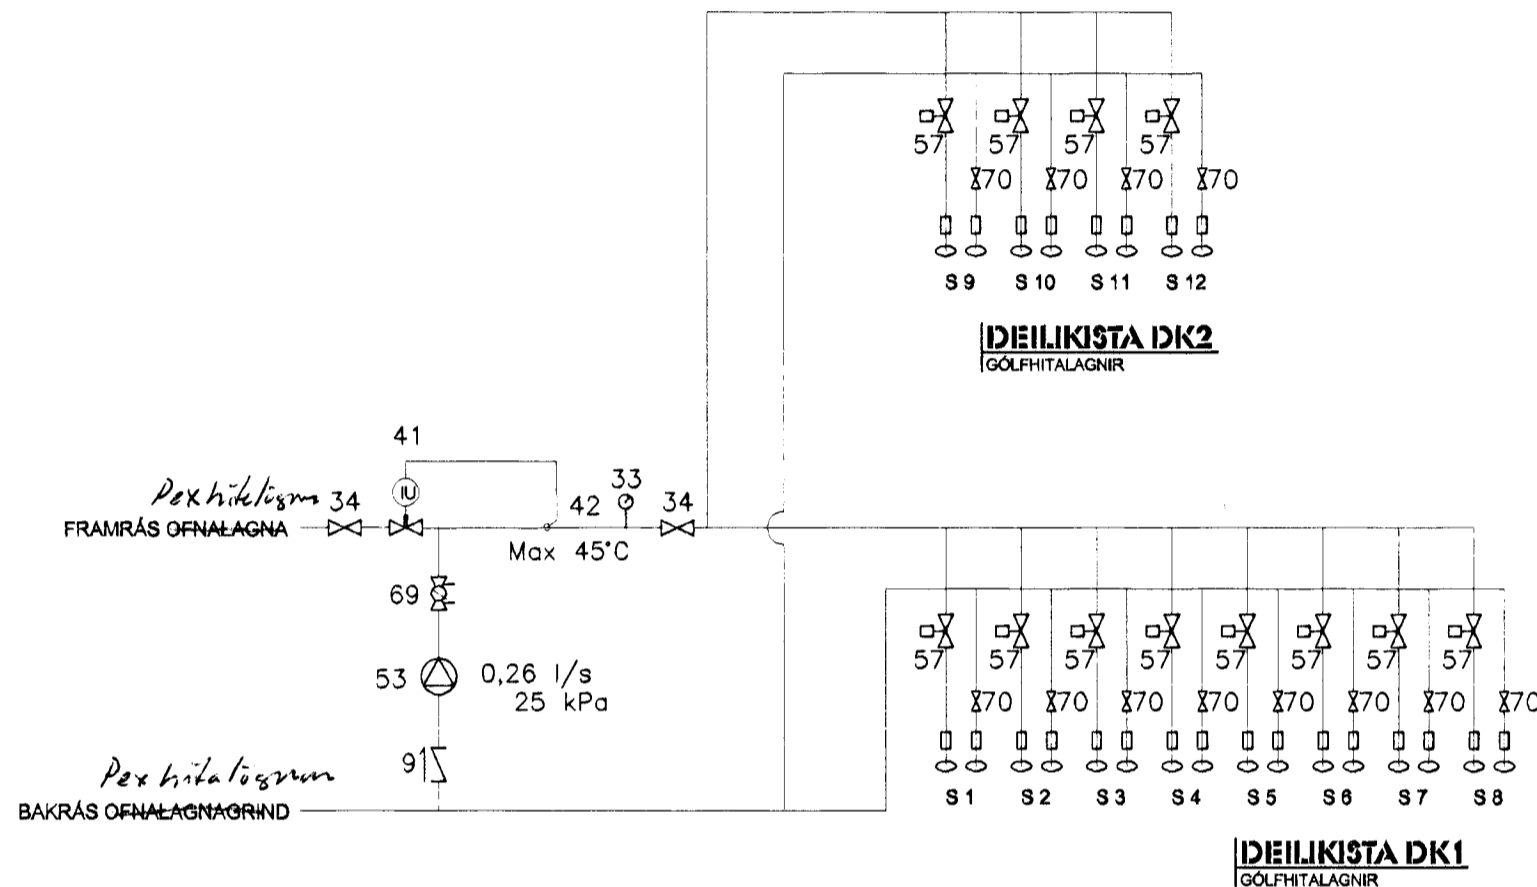 57 57 57 57
70 70 70 70
S 9 S 10 S 11 S 12
DEILIKISTA DK2
GÓLFHITALAGNIR
41
33
Pex hitalögnum 34 42 34
FRAMRÁS OFNALAGNA
Max 45°C
69
53 0,26 l/s
25 kPa
57 57 57 57 57 57 57 57
70 70 70 70 70 70 70 70
Pex hitalögnum 91
BAKRÁS OFNALAGNAGRIND
S 1 S 2 S 3 S 4 S 5 S 6 S 7 S 8
DEILIKISTA DK1
GÓLFHITALAGNIR